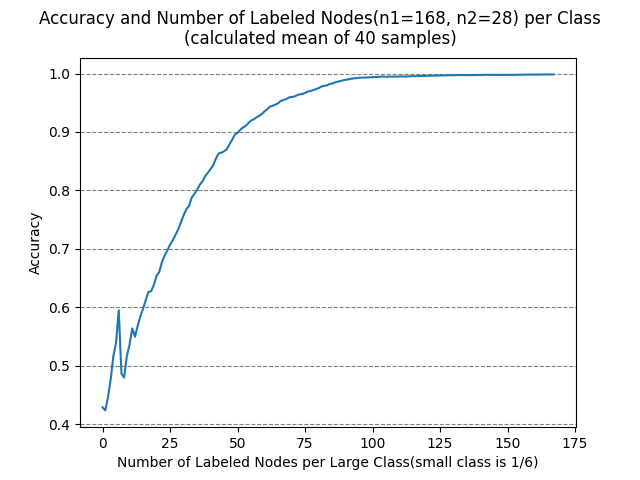 Accuracy and Number of Labeled Nodes(n1=168, n2=28) per Class
(calculated mean of 40 samples)
1.0
0.9
0.8
0.7
0.6
0.5
0.4
Accuracy
0 25 50 75 100 125 150 175
Number of Labeled Nodes per Large Class(small class is 1/6)